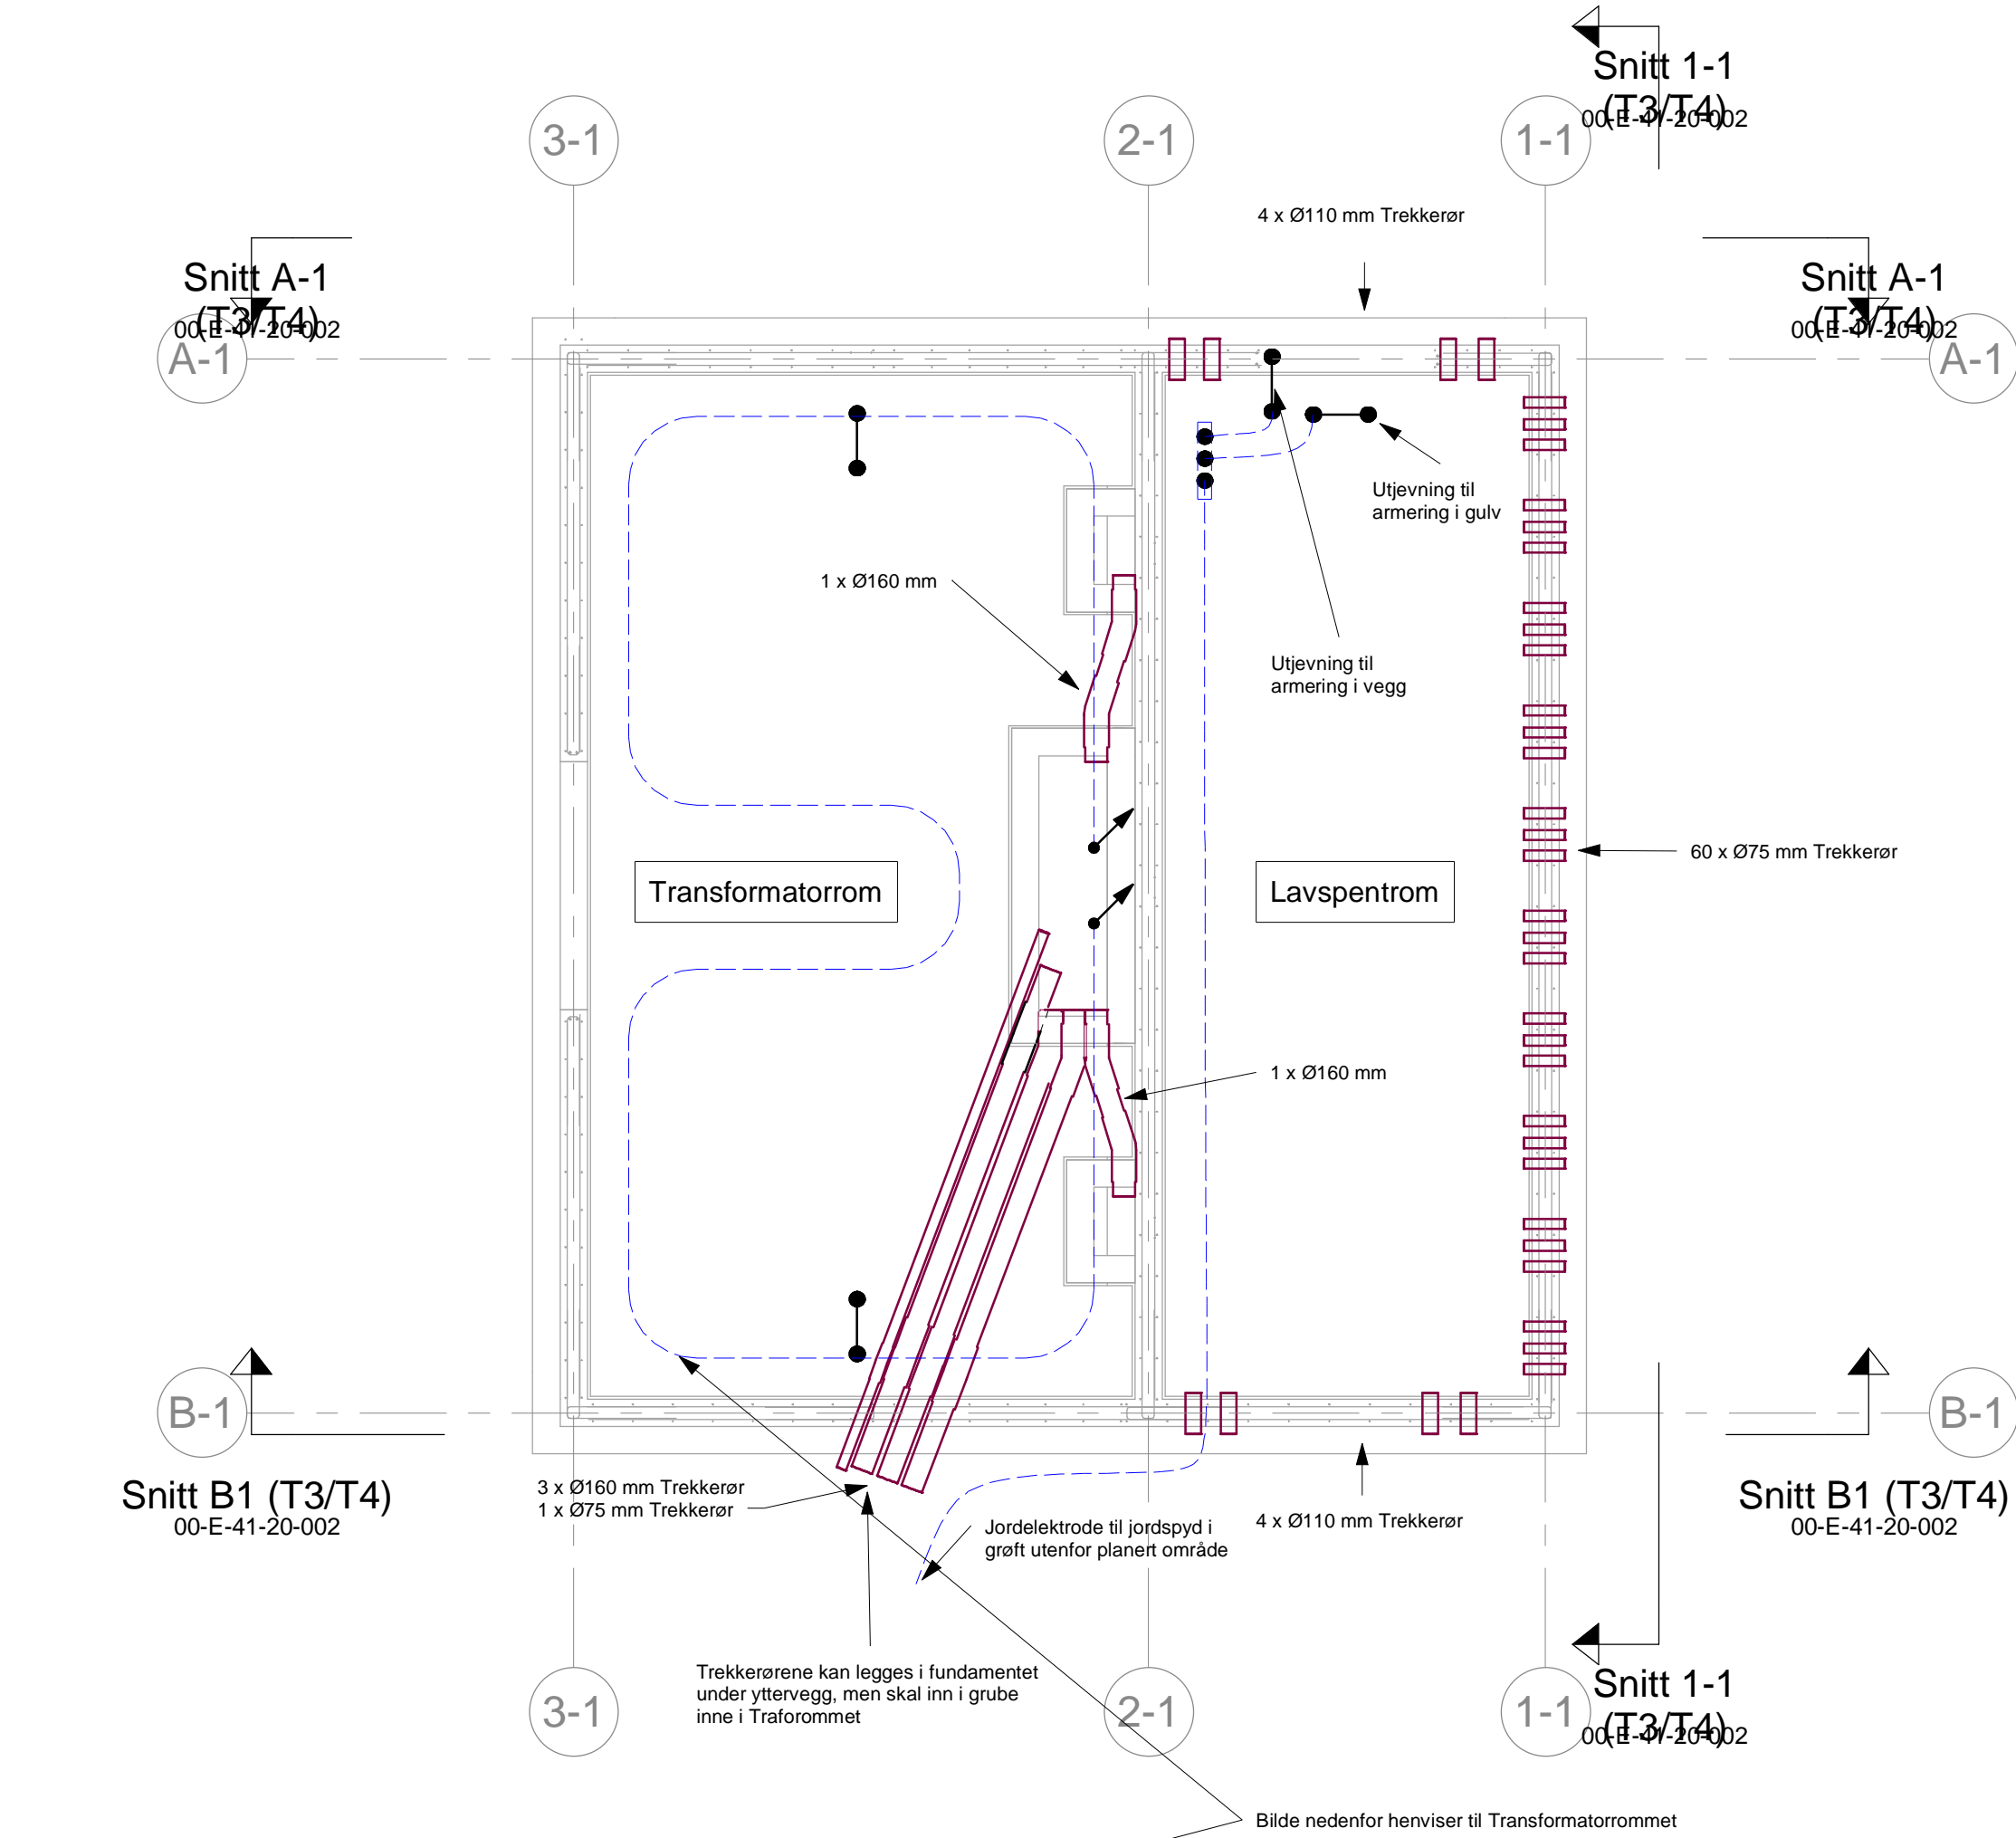 Snitt 1-1
(T3/T4)
00-E-41-20-002
3-1
2-1
1-1
4 x Ø110 mm Trekkerør
Snitt A-1
(T3/T4)
00-E-41-20-002
Snitt A-1
(T3/T4)
00-E-41-20-002
A-1
A-1
Utjevning til
armering i gulv
1 x Ø160 mm
Utjevning til
armering i vegg
60 x Ø75 mm Trekkerør
Transformatorrom
Lavspentrom
1 x Ø160 mm
B-1
B-1
Snitt B1 (T3/T4)
00-E-41-20-002
3 x Ø160 mm Trekkerør
1 x Ø75 mm Trekkerør
Jordelektrode til jordspyd i
grøft utenfor planert område
4 x Ø110 mm Trekkerør
Snitt B1 (T3/T4)
00-E-41-20-002
Trekkerørene kan legges i fundamentet
under yttervegg, men skal inn i grube
inne i Traforommet
3-1
2-1
1-1
Snitt 1-1
(T3/T4)
00-E-41-20-002
Bilde nedenfor henviser til Transformatorrommet